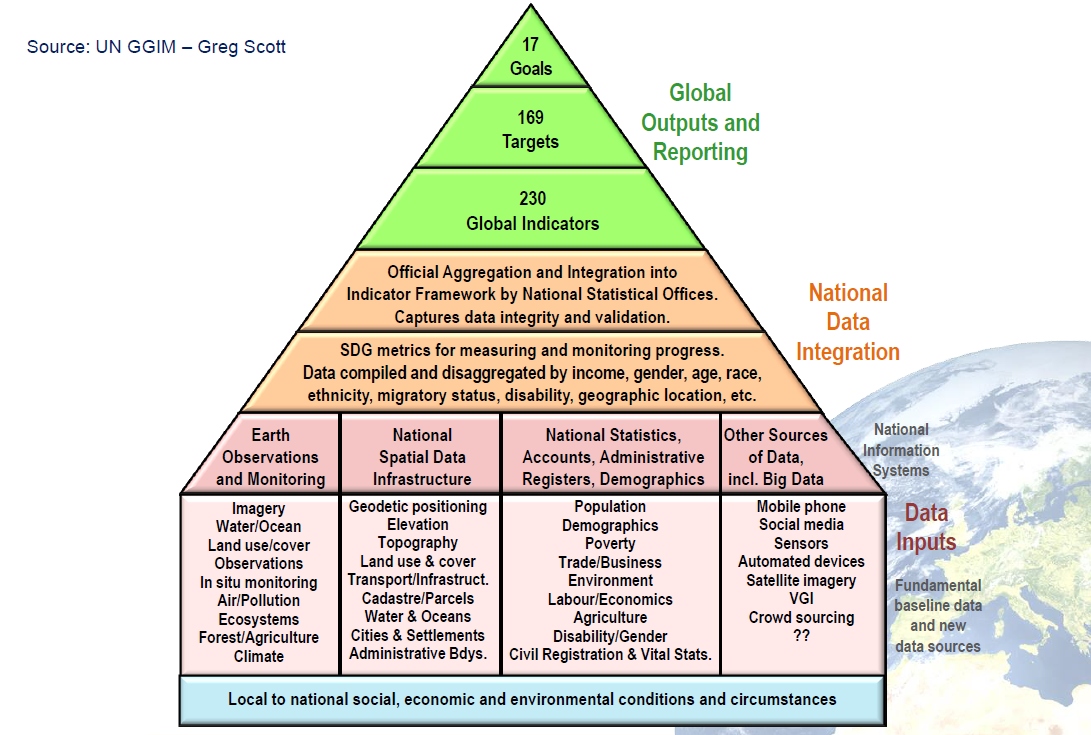 Source: UN GGIM – Greg Scott
17
Goals
169
Targets
230
Global Indicators
Global
Outputs and
Reporting
Official Aggregation and Integration into
Indicator Framework by National Statistical Offices.
Captures data integrity and validation.
SDG metrics for measuring and monitoring progress.
Data compiled and disaggregated by income, gender, age, race,
ethnicity, migratory status, disability, geographic location, etc.
National
Data
Integration
Earth
Observations
and Monitoring
National
Spatial Data
Infrastructure
National Statistics,
Accounts, Administrative
Registers, Demographics
Other Sources
of Data,
incl. Big Data
National
Information
Systems
Imagery
Water/Ocean
Land use/cover
Observations
In situ monitoring
Air/Pollution
Ecosystems
Forest/Agriculture
Climate
Geodetic positioning
Elevation
Topography
Land use & cover
Transport/Infrastruct.
Cadastre/Parcels
Water & Oceans
Cities & Settlements
Administrative Bdys.
Population
Demographics
Poverty
Trade/Business
Environment
Labour/Economics
Agriculture
Disability/Gender
Civil Registration & Vital Stats.
Mobile phone
Social media
Sensors
Automated devices
Satellite imagery
VGI
Crowd sourcing
??
Data
Inputs
Fundamental
baseline data
and new
data sources
Local to national social, economic and environmental conditions and circumstances